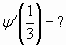 ψ′(1/3) – ?